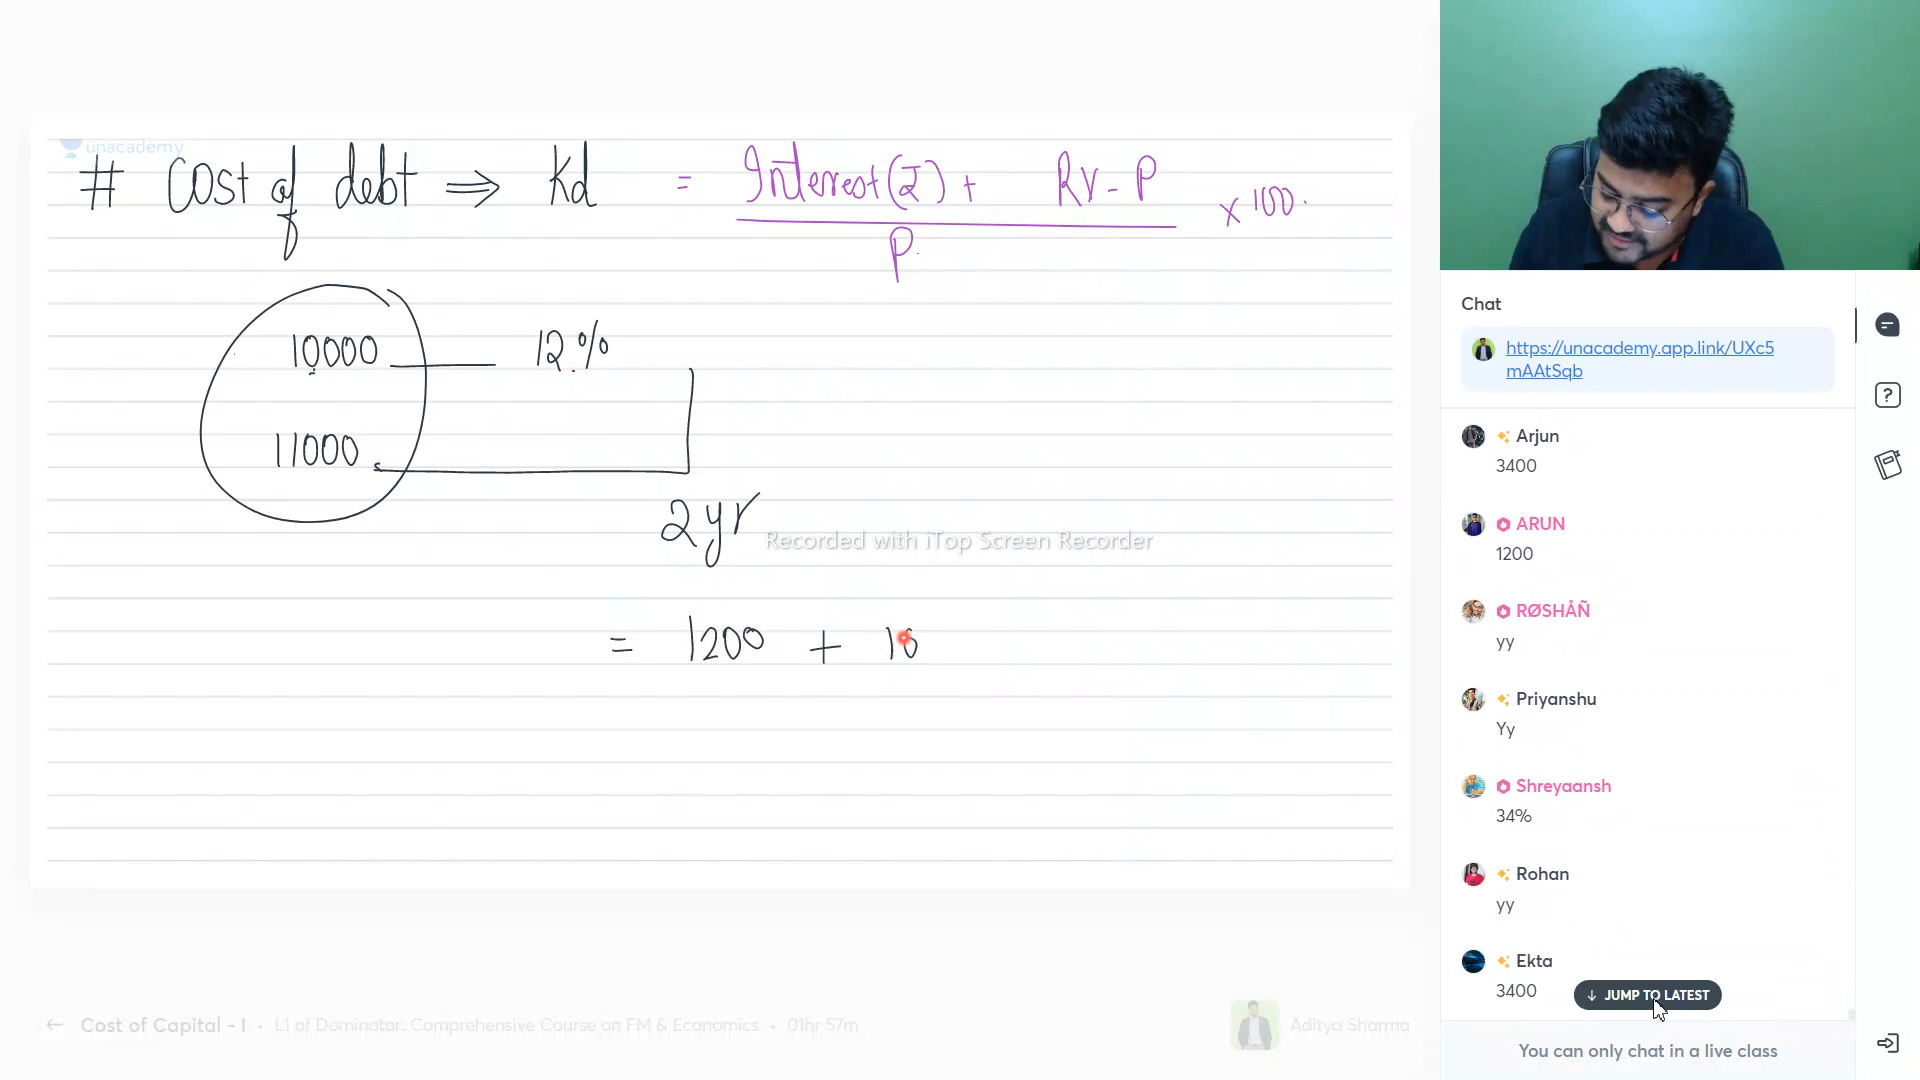 unacademy
# Cost of debt ⟹ Kd = Interest(I) + RV - P x 100.
P.
10000 12%
11000
2yr
Recorded with iTop Screen Recorder
= 1200 + 10
Cost of Capital - I • L1 of Dominator: Comprehensive Course on FM & Economics • 01hr 57m
Aditya Sharma
Chat
https://unacademy.app.link/UXc5
mAAtSqb
Arjun
3400
ARUN
1200
RØSHÅÑ
yy
Priyanshu
Yy
Shreyaansh
34%
Rohan
yy
Ekta
3400
↓ JUMP TO LATEST
You can only chat in a live class